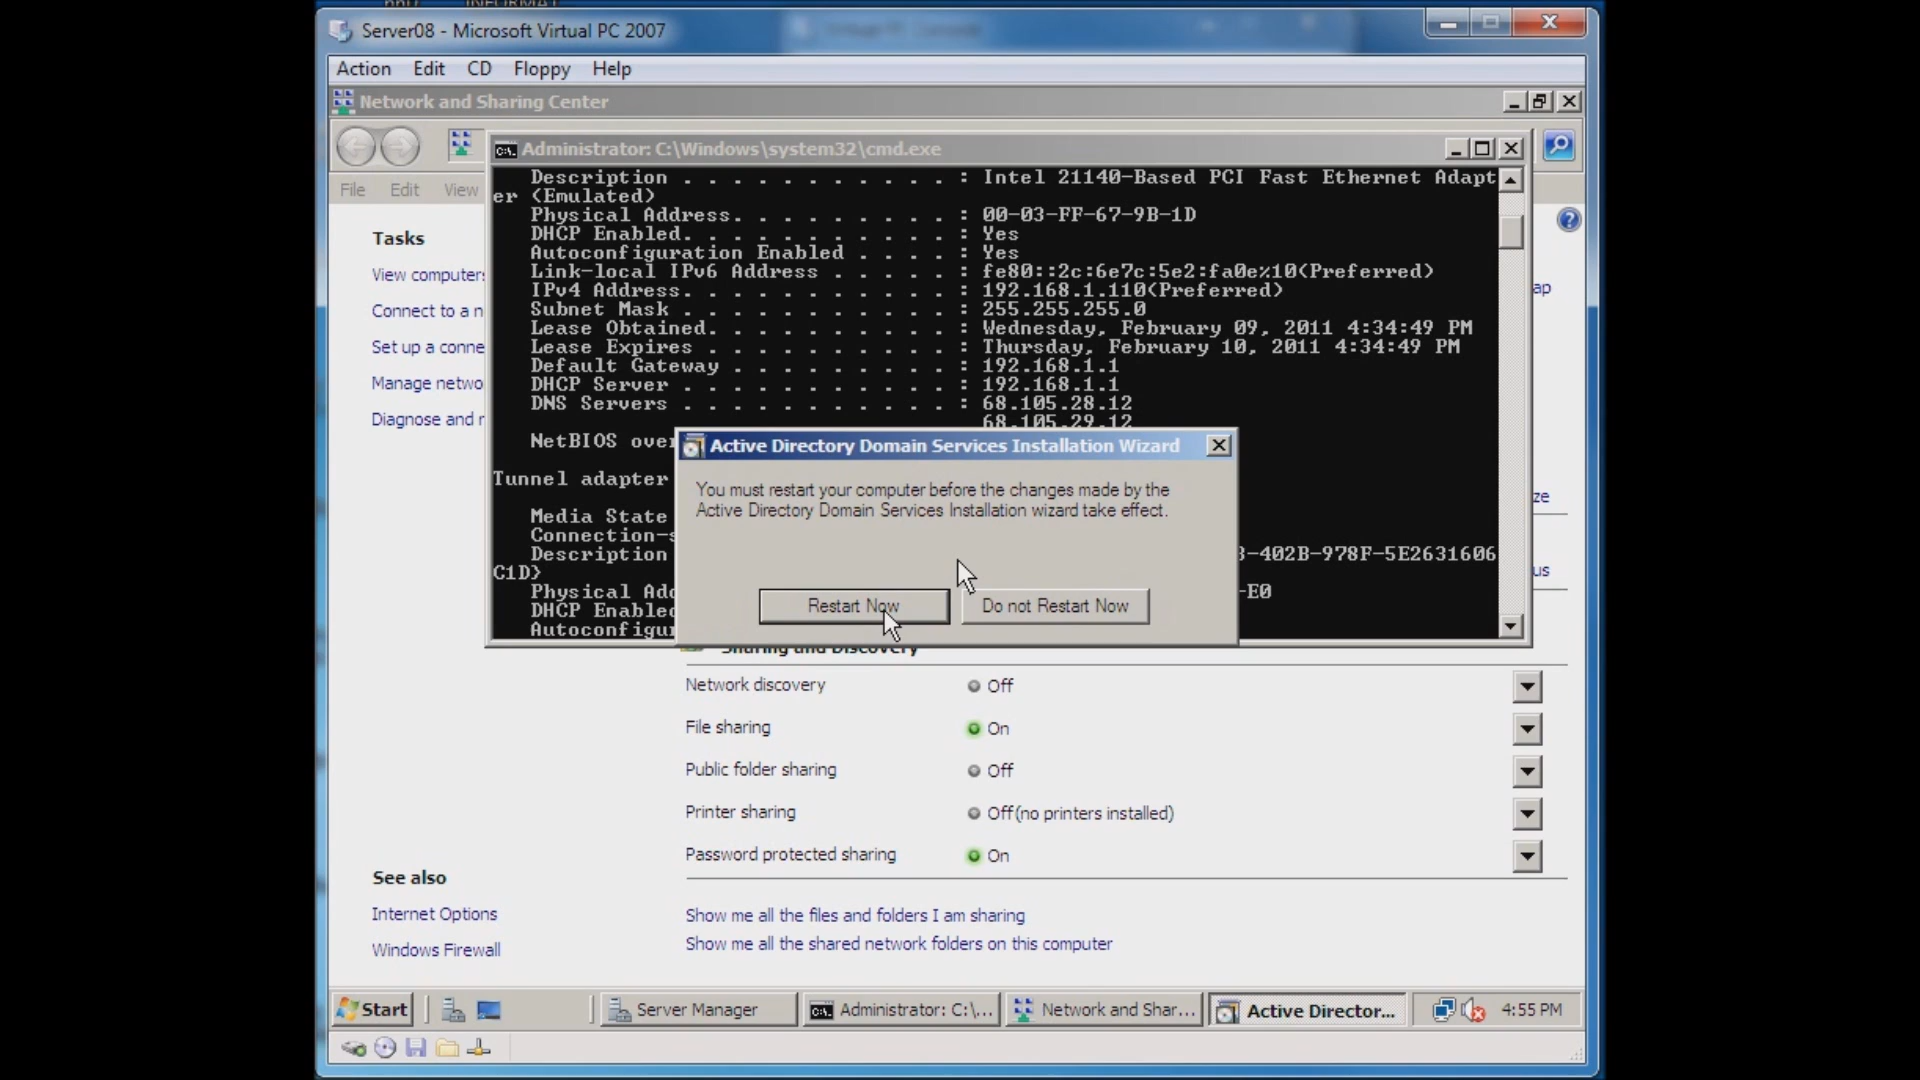 Server08 - Microsoft Virtual PC 2007
Action Edit CD Floppy Help
Network and Sharing Center
Administrator: C:\Windows\system32\cmd.exe
File Edit View
Description . . . . . . . . . . . : Intel 21140-Based PCI Fast Ethernet Adapt
er (Emulated)
Physical Address. . . . . . . . . : 00-03-FF-67-9B-1D
DHCP Enabled. . . . . . . . . . . : Yes
Autoconfiguration Enabled . . . . : Yes
Link-local IPv6 Address . . . . . : fe80::2c:6e7c:5e2:fa0e%10(Preferred)
IPv4 Address. . . . . . . . . . . : 192.168.1.110(Preferred)
Subnet Mask . . . . . . . . . . . : 255.255.255.0
Lease Obtained. . . . . . . . . . : Wednesday, February 09, 2011 4:34:49 PM
Lease Expires . . . . . . . . . . : Thursday, February 10, 2011 4:34:49 PM
Default Gateway . . . . . . . . . : 192.168.1.1
DHCP Server . . . . . . . . . . . : 192.168.1.1
DNS Servers . . . . . . . . . . . : 68.105.28.12
68.105.29.12
NetBIOS over
Tunnel adapter
Media State
Connection-s
Description 3-402B-978F-5E2631606
C1D}
Physical Add -E0
DHCP Enabled
Autoconfigur
Active Directory Domain Services Installation Wizard
You must restart your computer before the changes made by the
Active Directory Domain Services Installation wizard take effect.
Restart Now Do not Restart Now
Tasks
View computers
Connect to a n
Set up a conne
Manage netwo
Diagnose and r
ap
ze
us
Sharing and Discovery
Network discovery Off
File sharing On
Public folder sharing Off
Printer sharing Off (no printers installed)
Password protected sharing On
See also
Internet Options
Windows Firewall
Show me all the files and folders I am sharing
Show me all the shared network folders on this computer
Start Server Manager Administrator: C:\... Network and Shar... Active Director... 4:55 PM